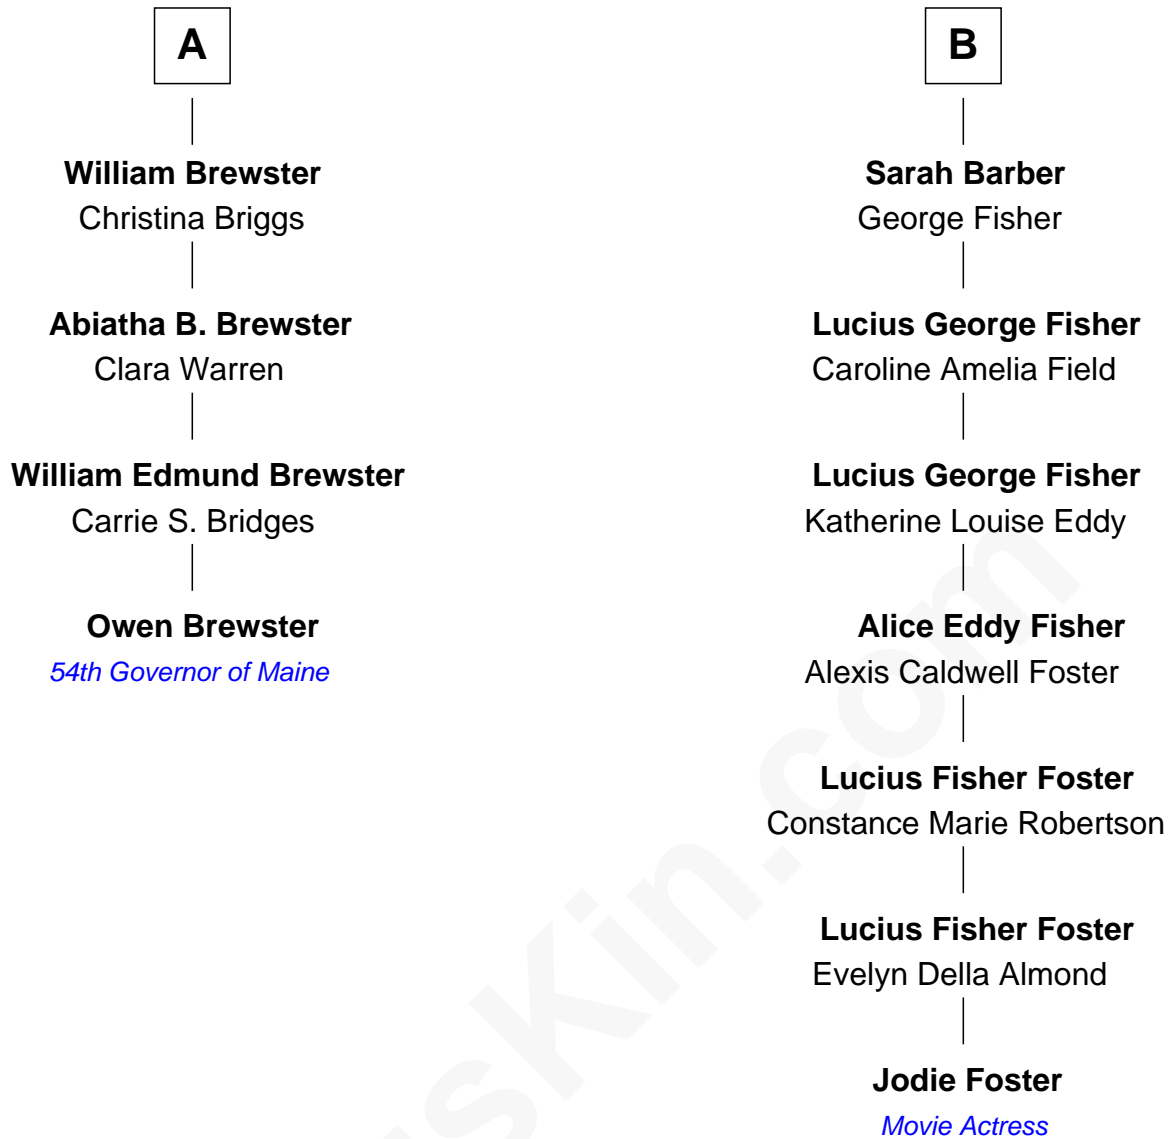 A
William Brewster
Christina Briggs
Abiatha B. Brewster
Clara Warren
William Edmund Brewster
Carrie S. Bridges
Owen Brewster
54th Governor of Maine
B
Sarah Barber
George Fisher
Lucius George Fisher
Caroline Amelia Field
Lucius George Fisher
Katherine Louise Eddy
Alice Eddy Fisher
Alexis Caldwell Foster
Lucius Fisher Foster
Constance Marie Robertson
Lucius Fisher Foster
Evelyn Della Almond
Jodie Foster
Movie Actress
sKin.com